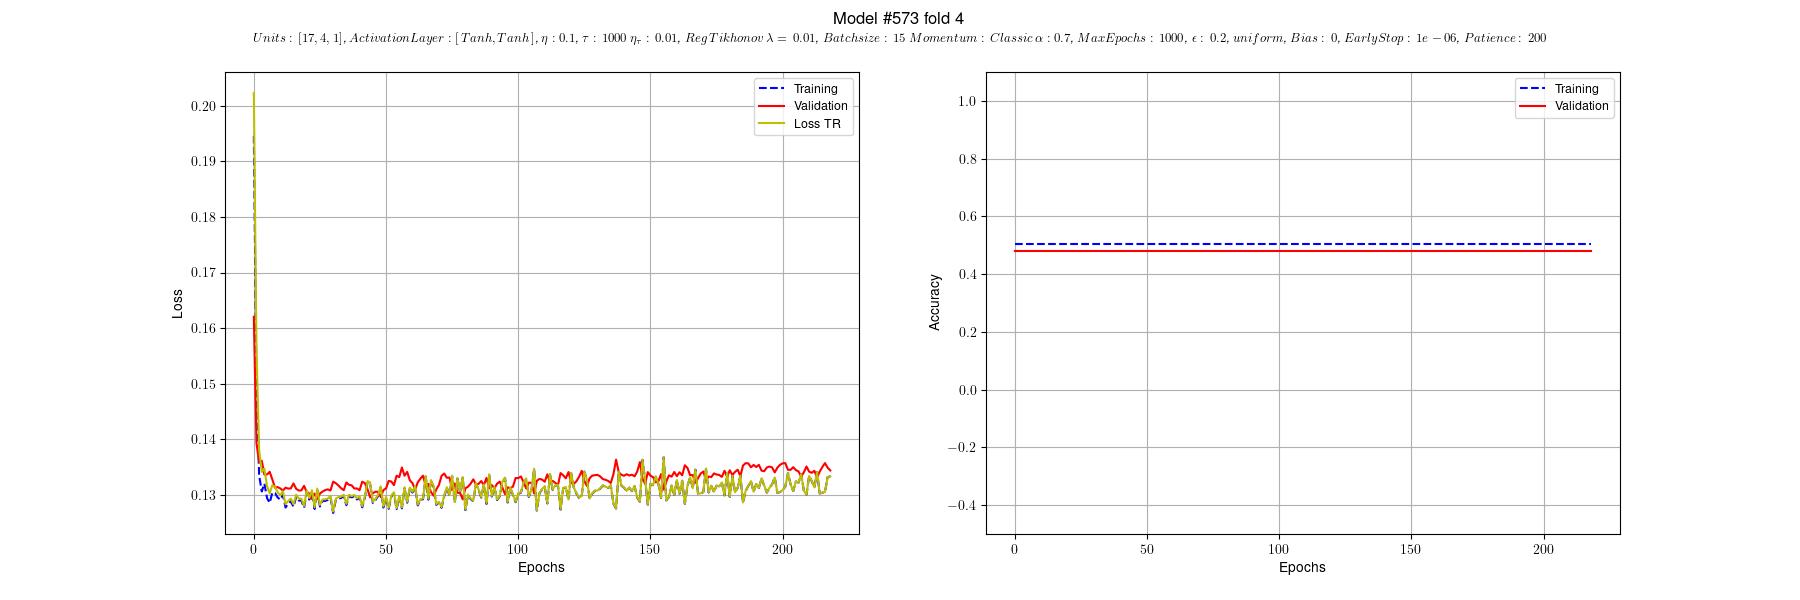 Model #573 fold 4
Units : [17, 4, 1], ActivationLayer : [Tanh, Tanh], η : 0.1, τ : 1000 η_τ : 0.01, RegTikhonov λ = 0.01, Batchsize : 15 Momentum : Classic α : 0.7, MaxEpochs : 1000, ϵ : 0.2, uniform, Bias : 0, EarlyStop : 1e − 06, Patience : 200
Loss
0.20
0.19
0.18
0.17
0.16
0.15
0.14
0.13
0 50 100 150 200
Epochs
Training
Validation
Loss TR
Accuracy
1.0
0.8
0.6
0.4
0.2
0.0
−0.2
−0.4
0 50 100 150 200
Epochs
Training
Validation